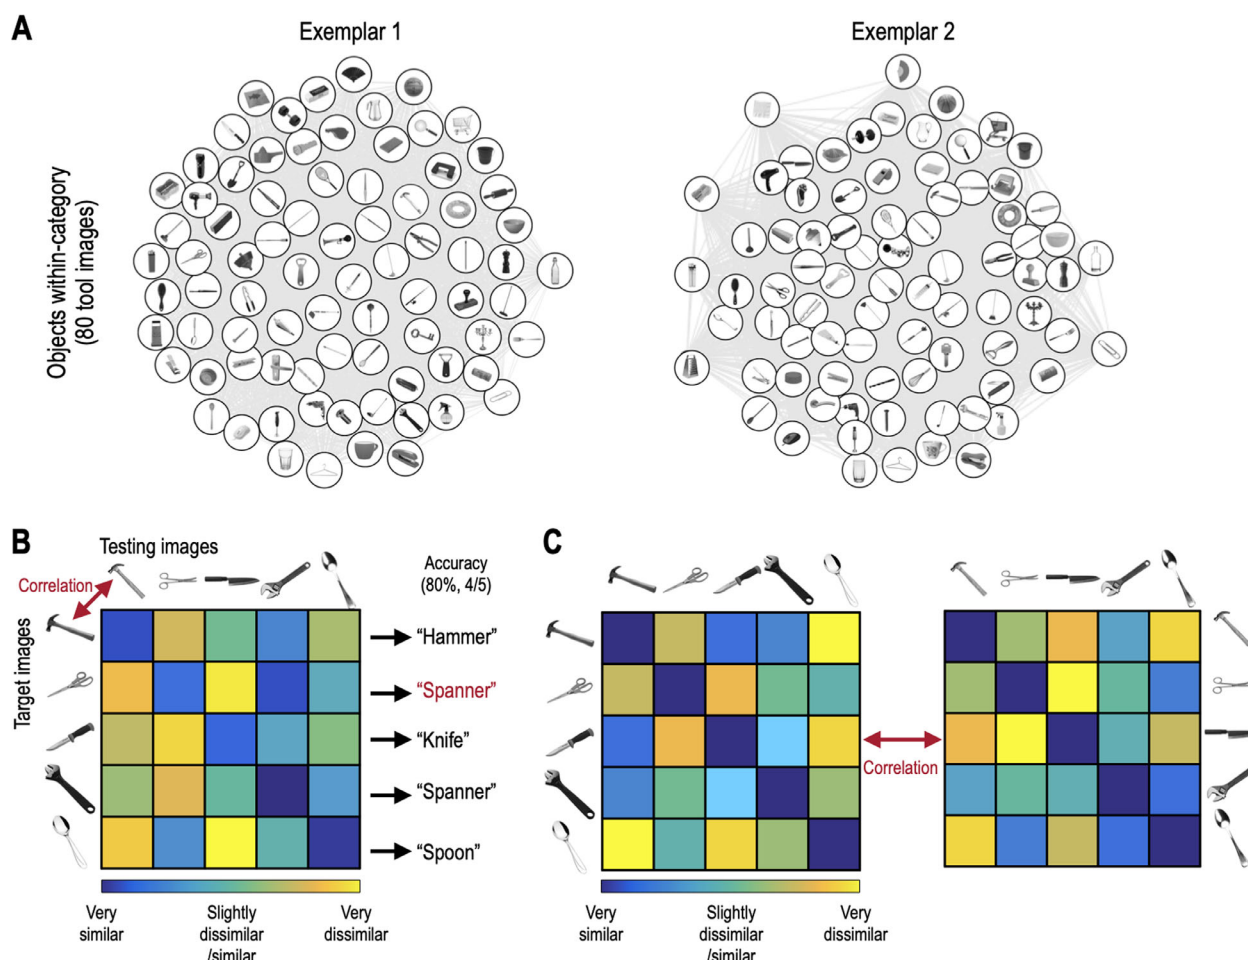 A
Exemplar 1
Exemplar 2
Objects within-category
(80 tool images)
B
Testing images
Correlation
Accuracy
(80%, 4/5)
Target images
"Hammer"
"Spanner"
"Knife"
"Spanner"
"Spoon"
Very
similar
Slightly
dissimilar
/similar
Very
dissimilar
C
Correlation
Very
similar
Slightly
dissimilar
/similar
Very
dissimilar